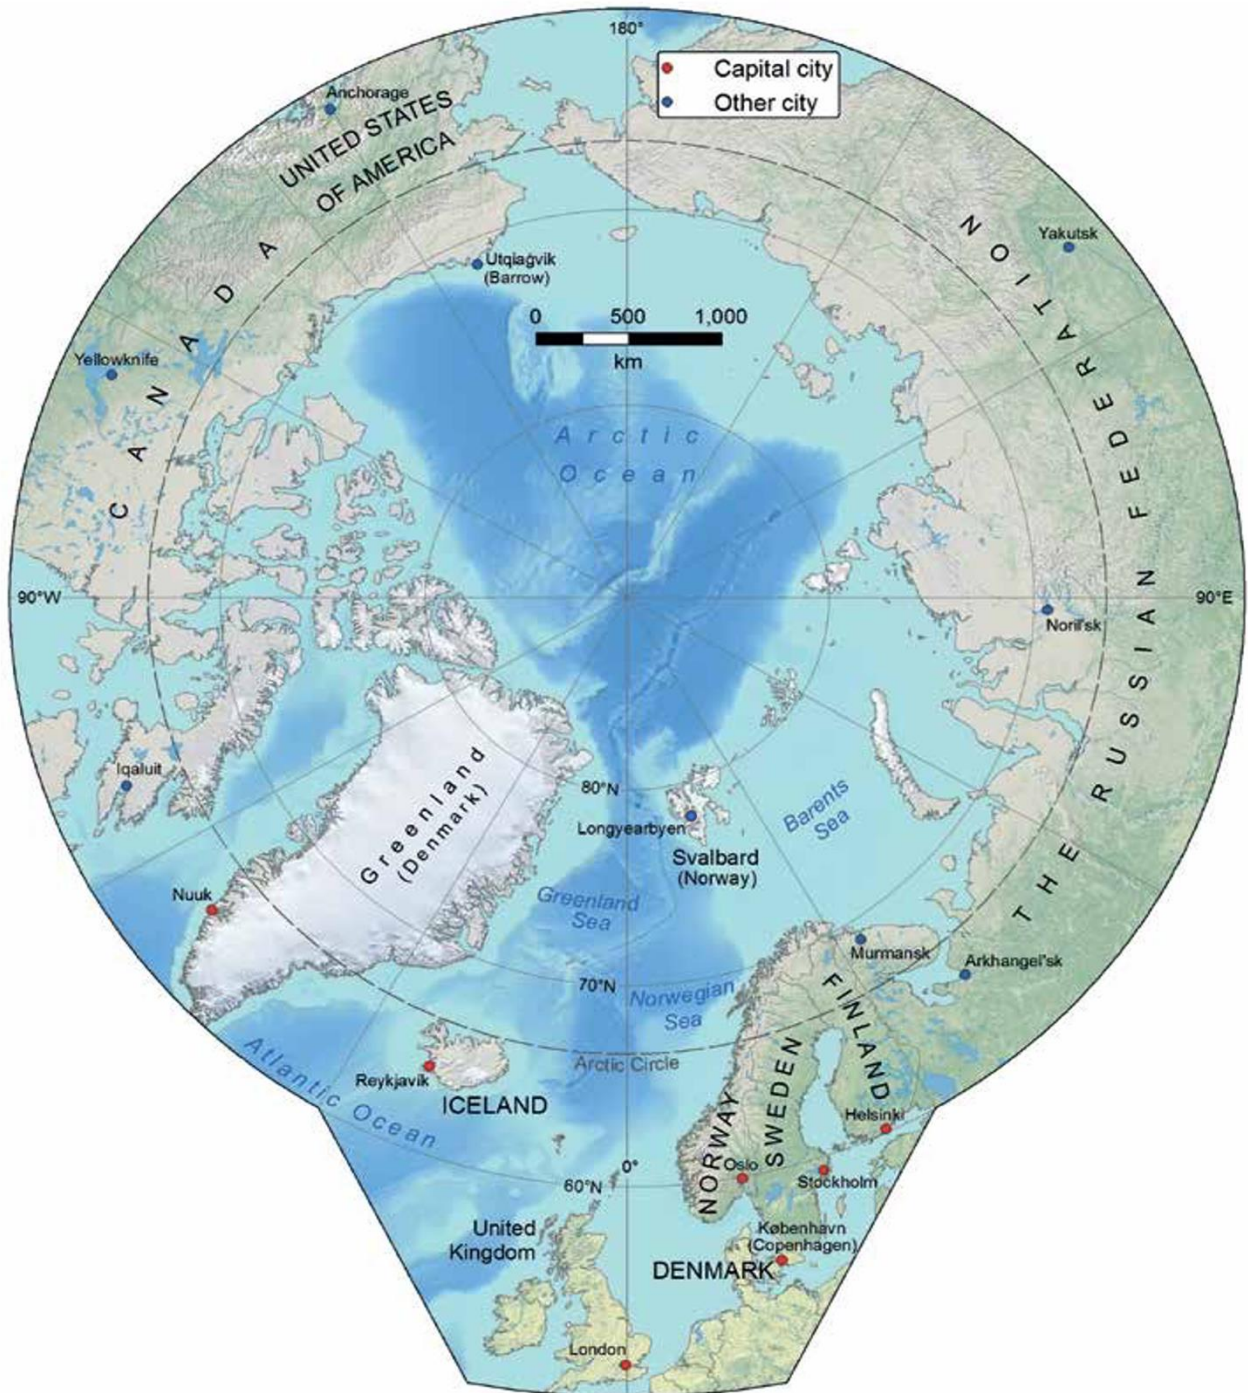 180°
Capital city
Other city
Anchorage
UNITED STATES
OF AMERICA
CANADA
Yakutsk
Utqiaġvik
(Barrow)
0 500 1,000
km
THE RUSSIAN FEDERATION
Yellowknife
Arctic
Ocean
90°W
90°E
Noril'sk
Iqaluit
Greenland
(Denmark)
80°N
Barents
Sea
Longyearbyen
Svalbard
(Norway)
Nuuk
Greenland
Sea
Murmansk
Arkhangel'sk
70°N
Norwegian
Sea
FINLAND
Atlantic Ocean
Arctic Circle
Reykjavík
ICELAND
NORWAY
SWEDEN
Helsinki
0°
Oslo
60°N
Stockholm
United
Kingdom
København
(Copenhagen)
DENMARK
London